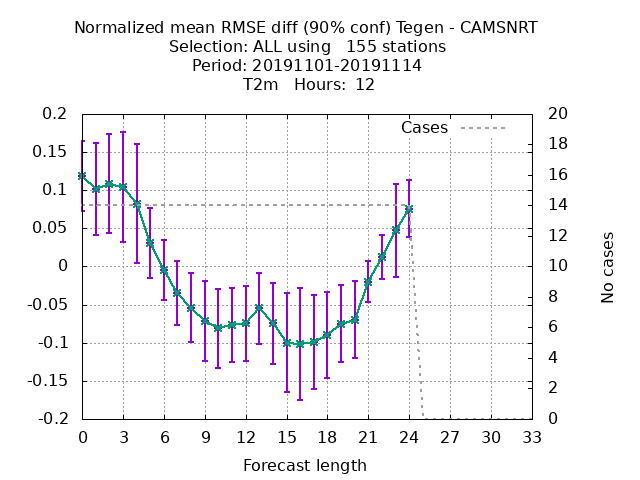 Normalized mean RMSE diff (90% conf) Tegen - CAMSNRT
Selection: ALL using   155 stations
Period: 20191101-20191114
T2m   Hours:  12
Cases
0.2
0.15
0.1
0.05
0
-0.05
-0.1
-0.15
-0.2
20
18
16
14
12
10
8
6
4
2
0
No cases
0 3 6 9 12 15 18 21 24 27 30 33
Forecast length